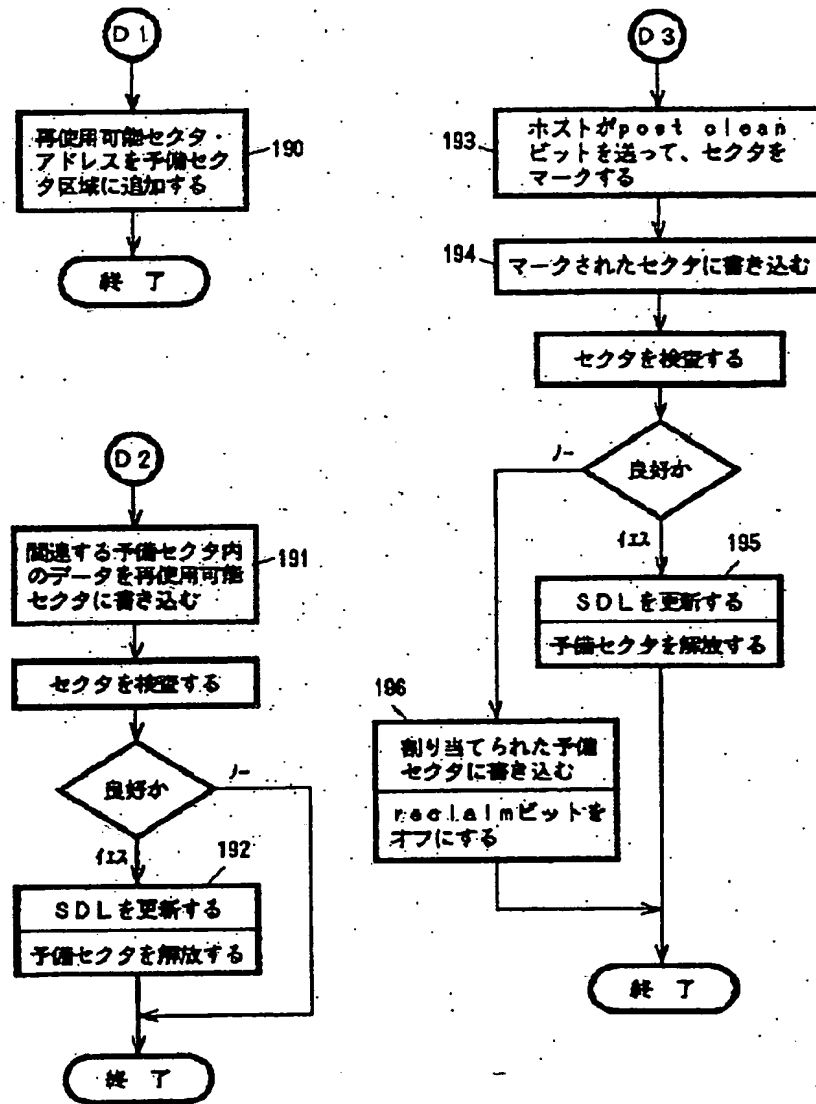 D1
再使用可能セクタ・
アドレスを予備セク
タ区域に追加する
190
終 了
D2
関連する予備セクタ内
のデータを再使用可能
セクタに書き込む
191
セクタを検査する
良好か
ノー
イエス
192
SDLを更新する
予備セクタを解放する
終 了
D3
193
ホストがpost clean
ビットを送って、セクタを
マークする
194
マークされたセクタに書き込む
セクタを検査する
良好か
ノー
イエス
195
SDLを更新する
予備セクタを解放する
196
割り当てられた予備
セクタに書き込む
reclaimビットを
オフにする
終 了